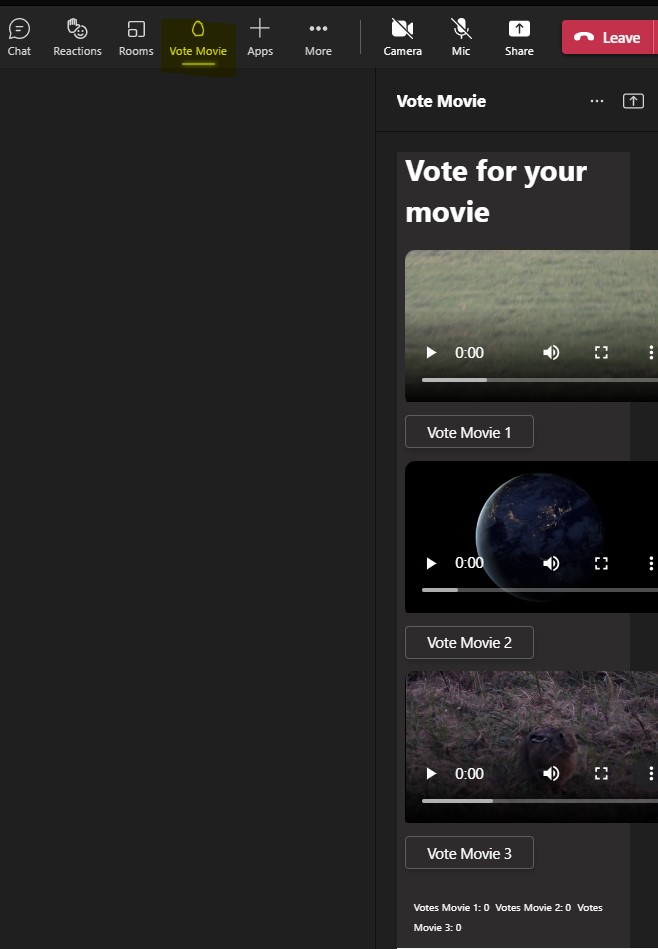 Chat Reactions Rooms Vote Movie Apps More Camera Mic Share Leave
Vote Movie
Vote for your
movie
0:00
Vote Movie 1
0:00
Vote Movie 2
0:00
Vote Movie 3
Votes Movie 1: 0 Votes Movie 2: 0 Votes
Movie 3: 0